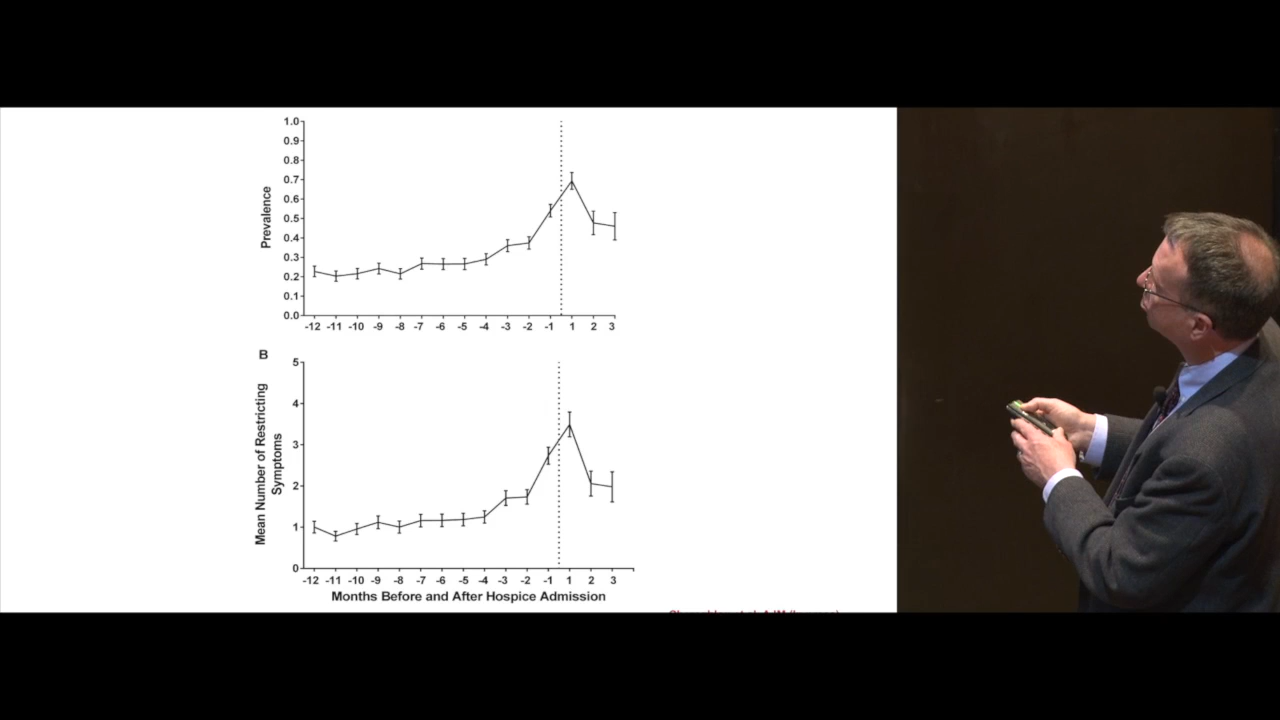 1.0
0.9
0.8
0.7
0.6
0.5
0.4
0.3
0.2
0.1
0.0
Prevalence
-12 -11 -10 -9 -8 -7 -6 -5 -4 -3 -2 -1 1 2 3
B
5
4
3
2
1
0
Mean Number of Restricting
Symptoms
-12 -11 -10 -9 -8 -7 -6 -5 -4 -3 -2 -1 1 2 3
Months Before and After Hospice Admission